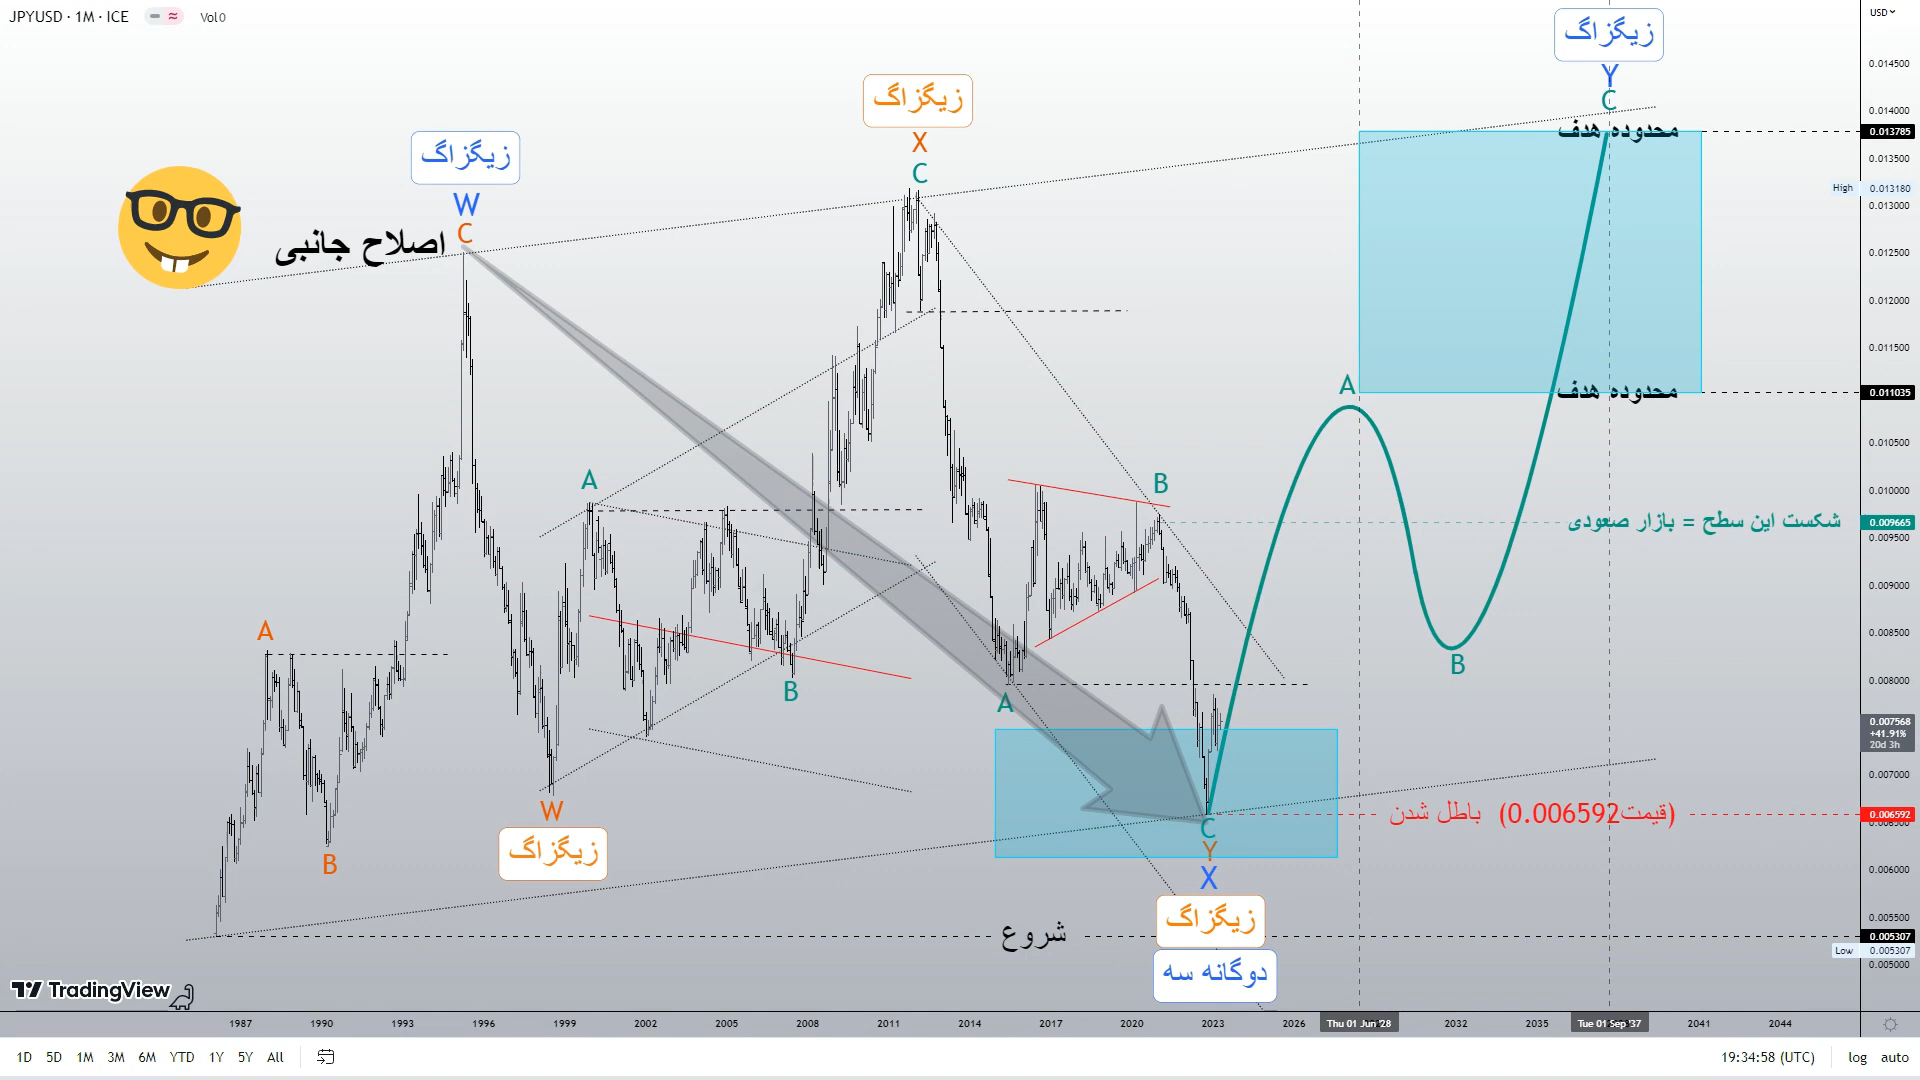 JPYUSD · 1M · ICE
Vol0
USD
زیگزاگ
Y
C
محدوده هدف
زیگزاگ
X
C
زیگزاگ
W
C
اصلاح جانبی
محدوده هدف
A
A
B
شکست این سطح = بازار صعودی
A
B
B
A
W
زیگزاگ
B
باطل شدن (قیمت0.006592)
C
Y
X
زیگزاگ
دوگانه سه
شروع
0.014500
0.014000
0.013785
0.013500
High 0.013180
0.013000
0.012500
0.012000
0.011500
0.011035
0.010500
0.010000
0.009665
0.009500
0.009000
0.008500
0.008000
0.007568
+41.91%
20d 3h
0.007000
0.006592
0.006000
0.005500
0.005307
Low 0.005307
0.005000
TradingView
1987 1990 1993 1996 1999 2002 2005 2008 2011 2014 2017 2020 2023 2026 Thu 01 Jun '28 2032 2035 Tue 01 Sep '37 2041 2044
1D 5D 1M 3M 6M YTD 1Y 5Y All
19:34:58 (UTC) log auto